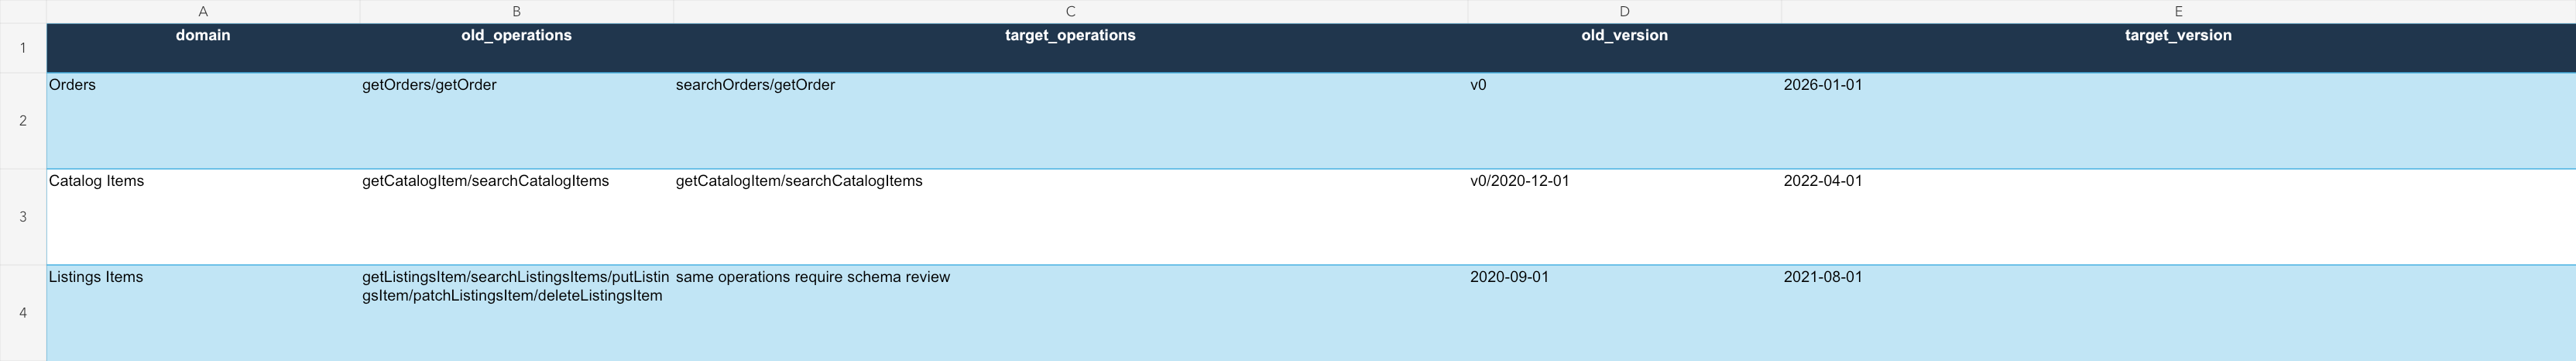 A B C D E
1 domain old_operations target_operations old_version target_version
2 Orders getOrders/getOrder searchOrders/getOrder v0 2026-01-01
3 Catalog Items getCatalogItem/searchCatalogItems getCatalogItem/searchCatalogItems v0/2020-12-01 2022-04-01
4 Listings Items getListingsItem/searchListingsItems/putListin same operations require schema review 2020-09-01 2021-08-01
gsItem/patchListingsItem/deleteListingsItem